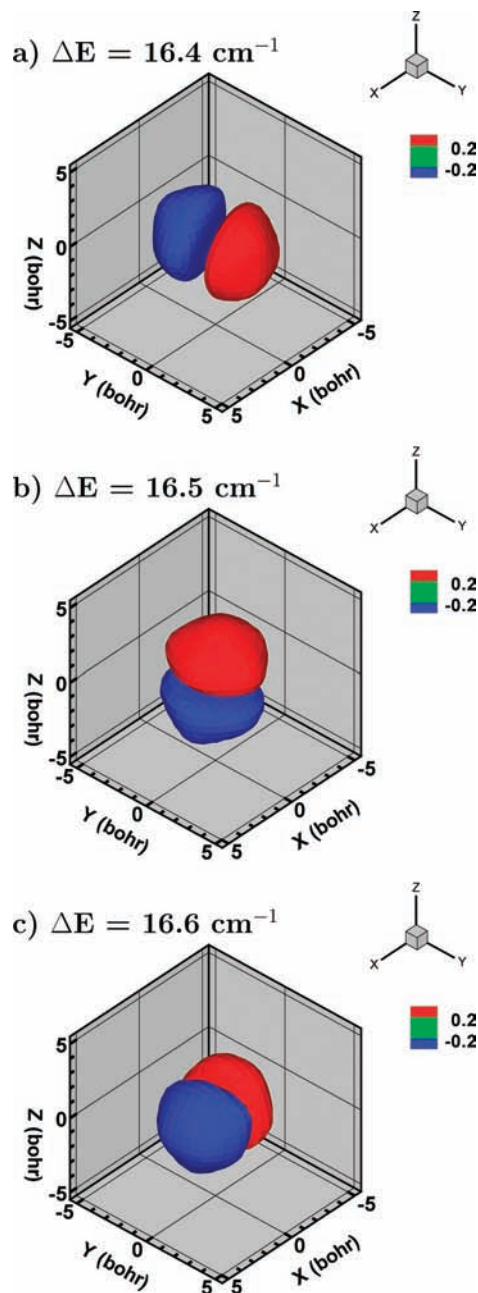 a) ΔE = 16.4 cm⁻¹
Z
X
Y
0.2
-0.2
5
Z (bohr)
0
-5
-5
Y (bohr)
0
5
5
X (bohr)
0
-5
b) ΔE = 16.5 cm⁻¹
Z
X
Y
0.2
-0.2
5
Z (bohr)
0
-5
-5
Y (bohr)
0
5
5
X (bohr)
0
-5
c) ΔE = 16.6 cm⁻¹
Z
X
Y
0.2
-0.2
5
Z (bohr)
0
-5
-5
Y (bohr)
0
5
5
X (bohr)
0
-5